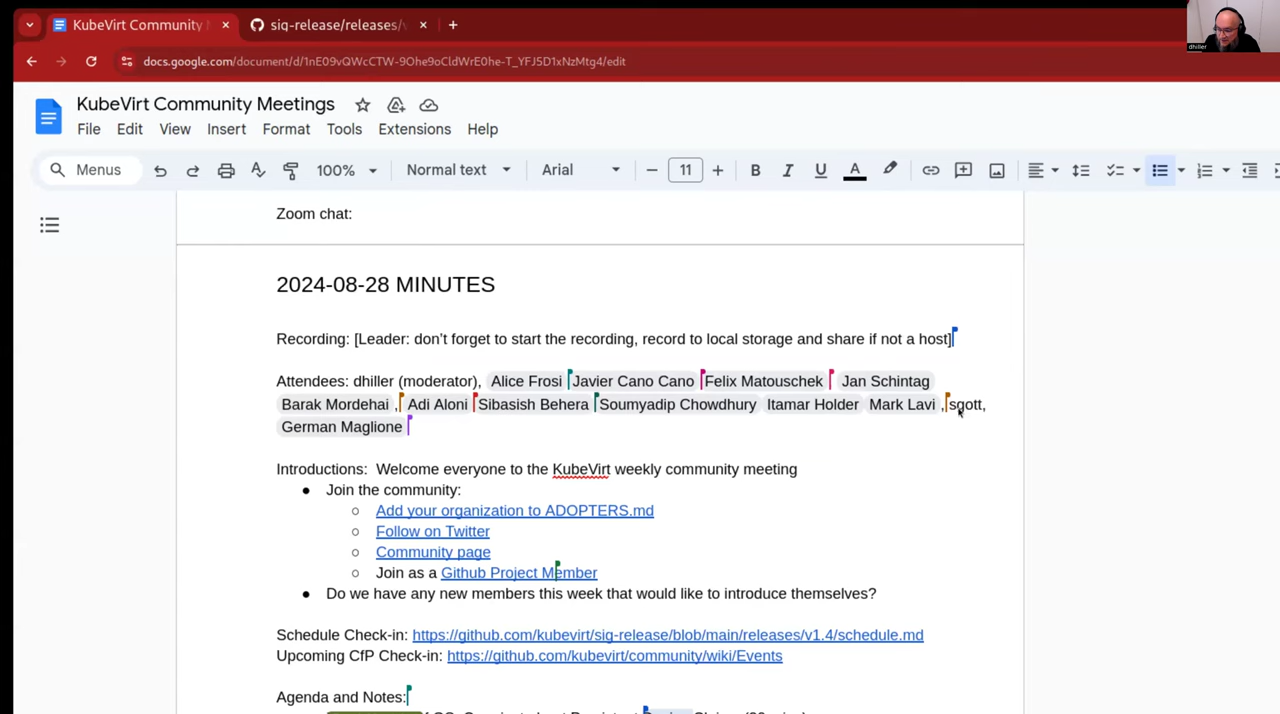 KubeVirt Community
siq-release/releases/
docs.google.com/document/d/1nE09vQWcCTW-9Ohe9oCldWrE0he-T_YFJ5D1xNzMtg4/edit
dhiller
KubeVirt Community Meetings
File Edit View Insert Format Tools Extensions Help
Menus 100% Normal text Arial 11 B I U A
Zoom chat:
2024-08-28 MINUTES
Recording: [Leader: don’t forget to start the recording, record to local storage and share if not a host]
Attendees: dhiller (moderator), Alice Frosi Javier Cano Cano Felix Matouschek Jan Schintag
Barak Mordehai , Adi Aloni Sibasish Behera Soumyadip Chowdhury Itamar Holder Mark Lavi , sgott,
German Maglione
Introductions: Welcome everyone to the KubeVirt weekly community meeting
● Join the community:
○ Add your organization to ADOPTERS.md
○ Follow on Twitter
○ Community page
○ Join as a Github Project Member
● Do we have any new members this week that would like to introduce themselves?
Schedule Check-in: https://github.com/kubevirt/sig-release/blob/main/releases/v1.4/schedule.md
Upcoming CfP Check-in: https://github.com/kubevirt/community/wiki/Events
Agenda and Notes: